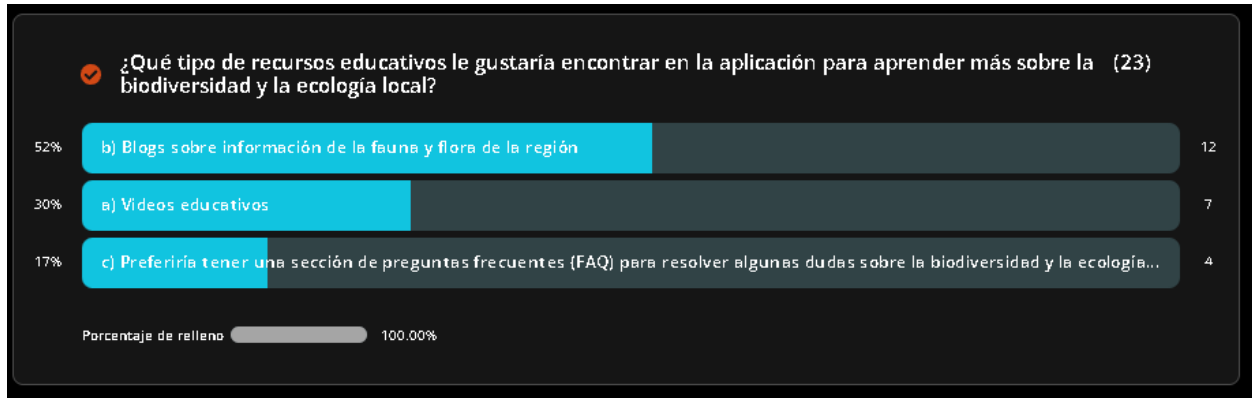 ¿Qué tipo de recursos educativos le gustaría encontrar en la aplicación para aprender más sobre la (23)
biodiversidad y la ecología local?
52% b) Blogs sobre información de la fauna y flora de la región 12
30% a) Videos educativos 7
17% c) Preferiría tener una sección de preguntas frecuentes (FAQ) para resolver algunas dudas sobre la biodiversidad y la ecología... 4
Porcentaje de relleno 100.00%